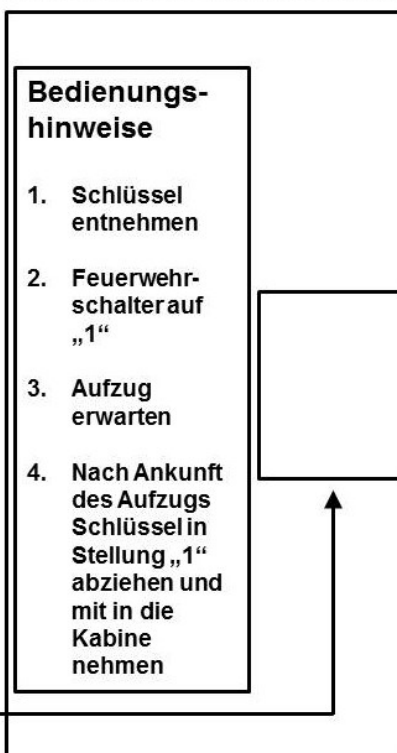 Bedienungs-
hinweise
1. Schlüssel
entnehmen
2. Feuerwehr-
schalter auf
„1“
3. Aufzug
erwarten
4. Nach Ankunft
des Aufzugs
Schlüssel in
Stellung „1“
abziehen und
mit in die
Kabine
nehmen